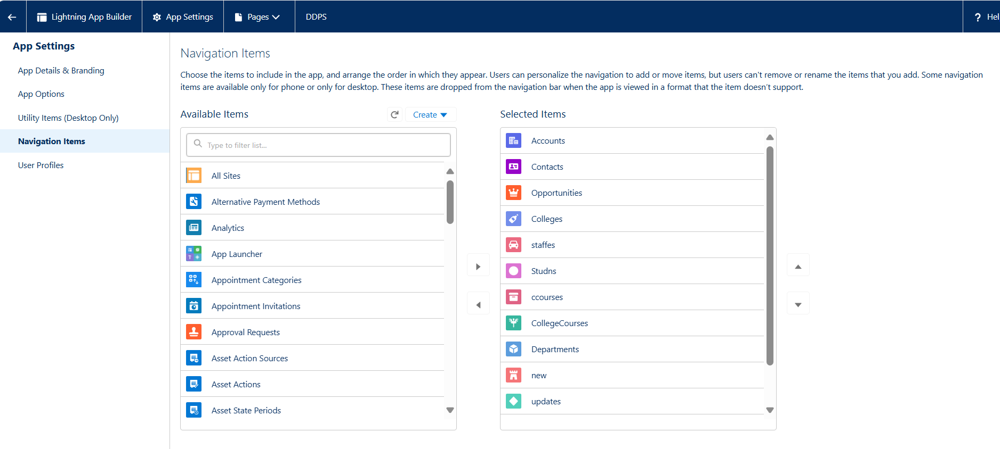 Lightning App Builder
App Settings
Pages
DDPS
? Hel
App Settings
App Details & Branding
App Options
Utility Items (Desktop Only)
Navigation Items
User Profiles
Navigation Items
Choose the items to include in the app, and arrange the order in which they appear. Users can personalize the navigation to add or move items, but users can't remove or rename the items that you add. Some navigation
items are available only for phone or only for desktop. These items are dropped from the navigation bar when the app is viewed in a format that the item doesn’t support.
Available Items
Create
Type to filter list...
All Sites
Alternative Payment Methods
Analytics
App Launcher
Appointment Categories
Appointment Invitations
Approval Requests
Asset Action Sources
Asset Actions
Asset State Periods
Selected Items
Accounts
Contacts
Opportunities
Colleges
staffes
Studns
ccourses
CollegeCourses
Departments
new
updates